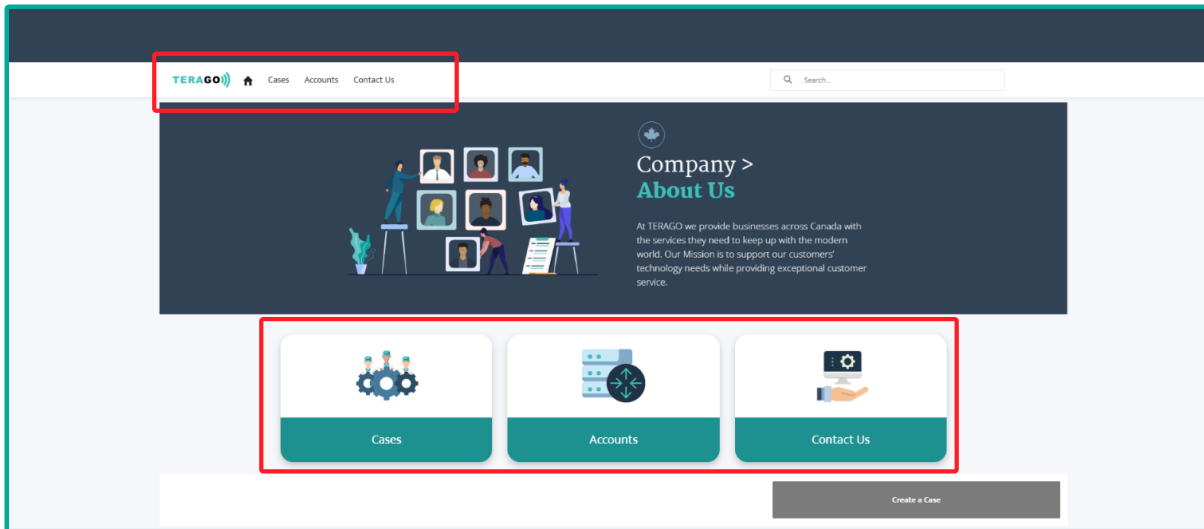 TERAGO Cases Accounts Contact Us Search...
Company >
About Us
At TERAGO we provide businesses across Canada with
the services they need to keep up with the modern
world. Our Mission is to support our customers'
technology needs while providing exceptional customer
service.
Cases Accounts Contact Us
Create a Case